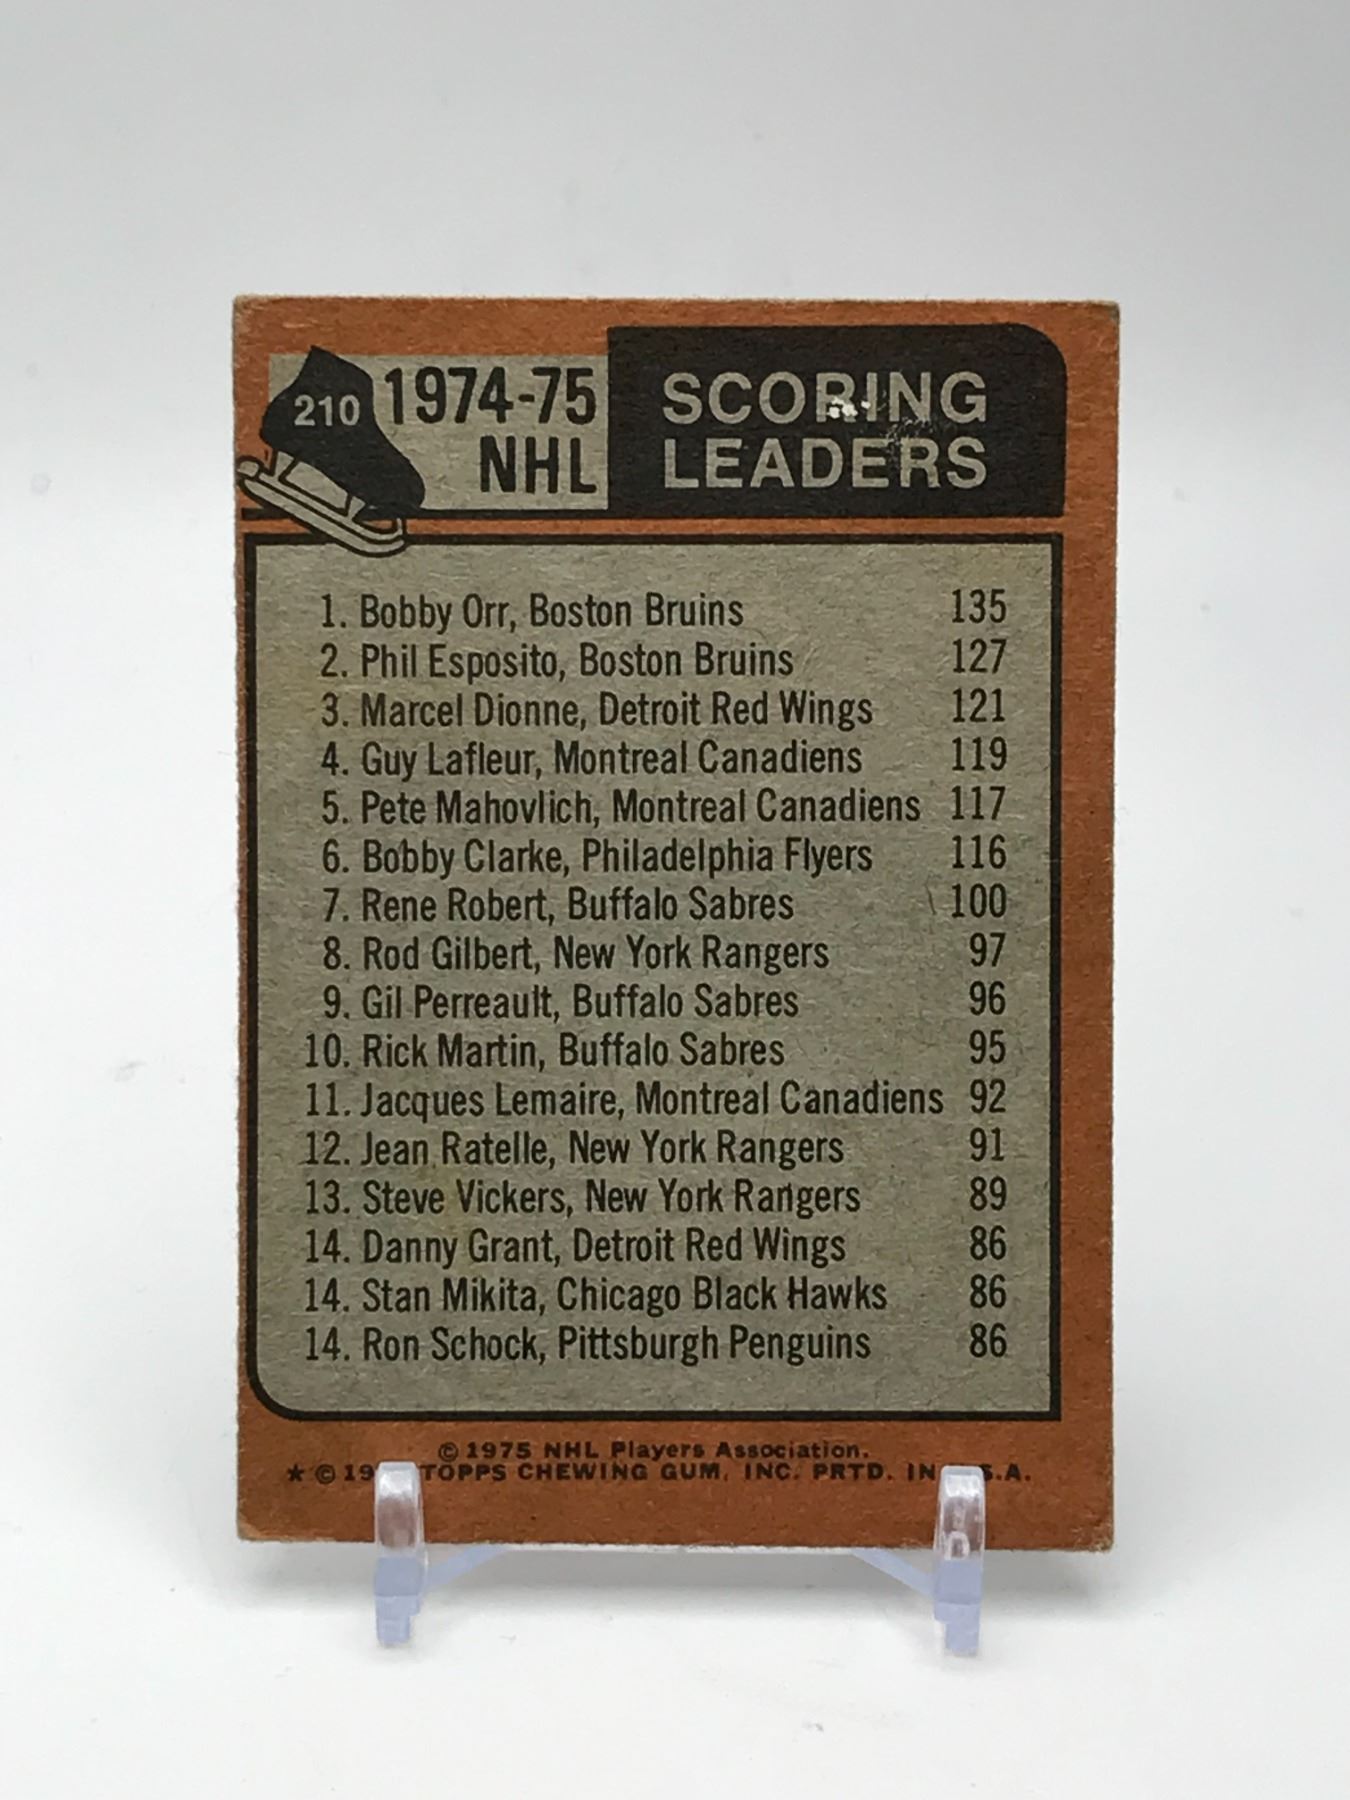 210
1974-75
NHL
SCORING
LEADERS
1. Bobby Orr, Boston Bruins 135
2. Phil Esposito, Boston Bruins 127
3. Marcel Dionne, Detroit Red Wings 121
4. Guy Lafleur, Montreal Canadiens 119
5. Pete Mahovlich, Montreal Canadiens 117
6. Bobby Clarke, Philadelphia Flyers 116
7. Rene Robert, Buffalo Sabres 100
8. Rod Gilbert, New York Rangers 97
9. Gil Perreault, Buffalo Sabres 96
10. Rick Martin, Buffalo Sabres 95
11. Jacques Lemaire, Montreal Canadiens 92
12. Jean Ratelle, New York Rangers 91
13. Steve Vickers, New York Rangers 89
14. Danny Grant, Detroit Red Wings 86
14. Stan Mikita, Chicago Black Hawks 86
14. Ron Schock, Pittsburgh Penguins 86
© 1975 NHL Players Association.
★ © TOPPS CHEWING GUM, INC. PRTD. IN